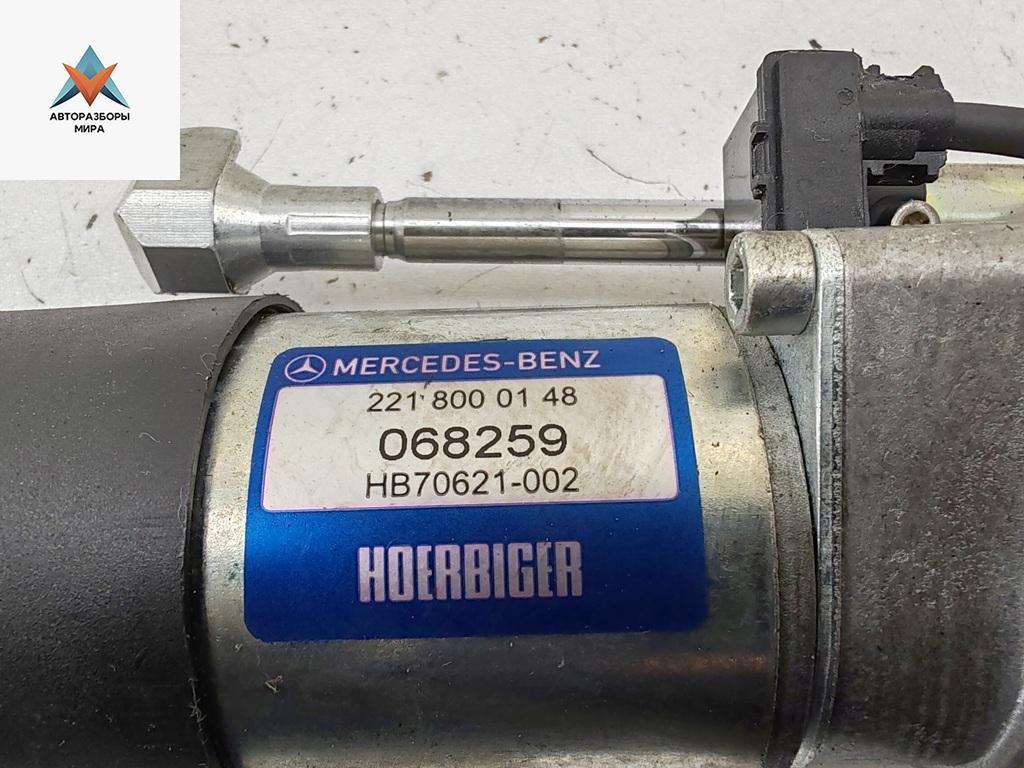 АВТОРАЗБОРЫ
МИРА
MERCEDES-BENZ
221 800 01 48
068259
HB70621-002
HOERBIGER